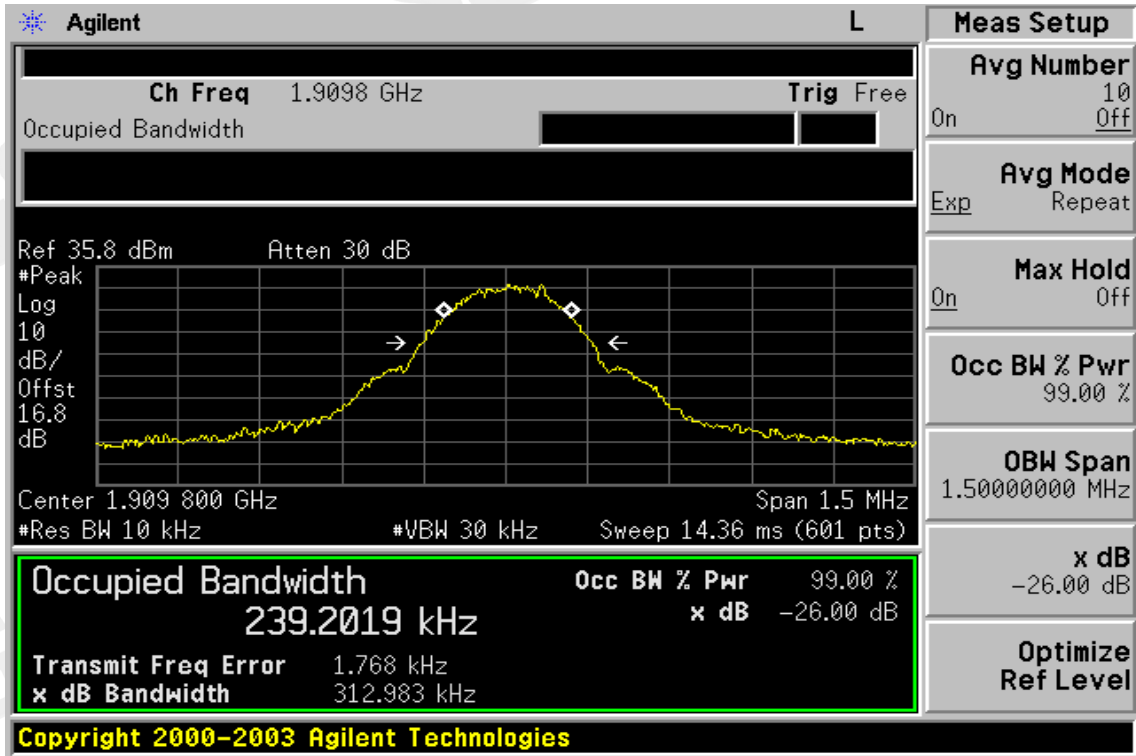 Agilent L
Ch Freq 1.9098 GHz Trig Free
Occupied Bandwidth
Ref 35.8 dBm Atten 30 dB
#Peak
Log
10
dB/
Offst
16.8
dB
Center 1.909 800 GHz Span 1.5 MHz
#Res BW 10 kHz #VBW 30 kHz Sweep 14.36 ms (601 pts)
Occupied Bandwidth
239.2019 kHz
Occ BW % Pwr 99.00 %
x dB -26.00 dB
Transmit Freq Error 1.768 kHz
x dB Bandwidth 312.983 kHz
Copyright 2000-2003 Agilent Technologies
Meas Setup
Avg Number
10
On Off
Avg Mode
Exp Repeat
Max Hold
On Off
Occ BW % Pwr
99.00 %
OBW Span
1.50000000 MHz
x dB
-26.00 dB
Optimize
Ref Level